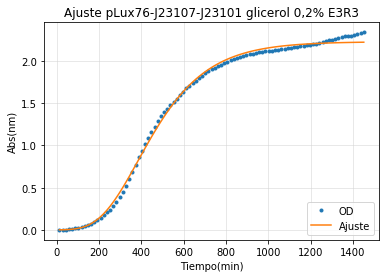 Ajuste pLux76-J23107-J23101 glicerol 0,2% E3R3
2.0
1.5
1.0
0.5
0.0
Abs(nm)
OD
Ajuste
0 200 400 600 800 1000 1200 1400
Tiempo(min)